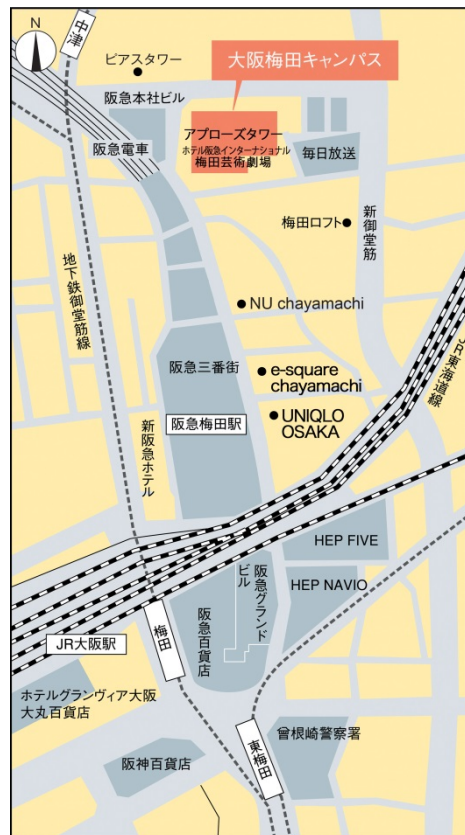 N
中津
ピアスタワー
大阪梅田キャンパス
阪急本社ビル
アプローズタワー
ホテル阪急インターナショナル
梅田芸術劇場
阪急電車
毎日放送
梅田ロフト
新御堂筋
地下鉄御堂筋線
NU chayamachi
JR東海道線
阪急三番街
e-square
chayamachi
阪急梅田駅
UNIQLO
OSAKA
新阪急ホテル
HEP FIVE
阪急グランド
ビル
HEP NAVIO
梅田
阪急百貨店
JR大阪駅
ホテルグランヴィア大阪
大丸百貨店
東梅田
曾根崎警察署
阪神百貨店